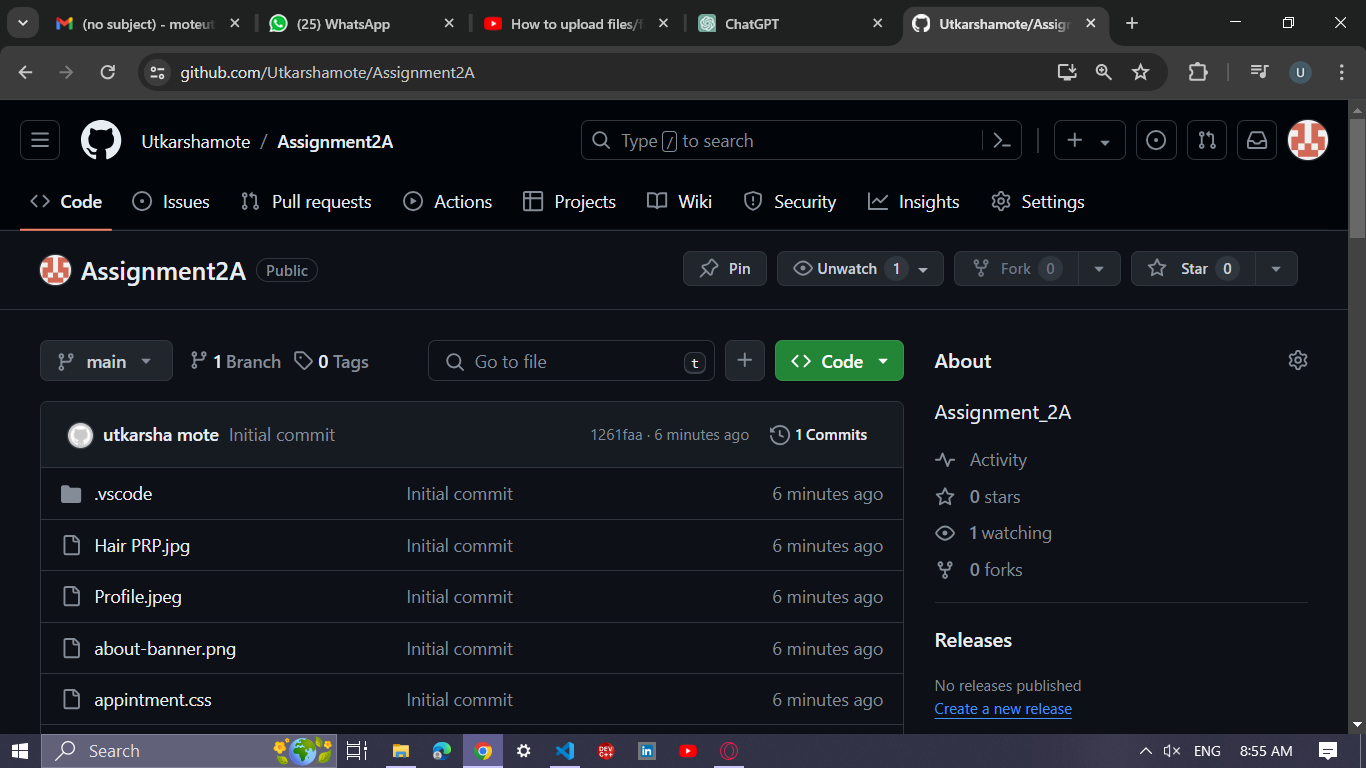 (no subject) - moteut
(25) WhatsApp
How to upload files/f
ChatGPT
Utkarshamote/Assign
github.com/Utkarshamote/Assignment2A
U
Utkarshamote / Assignment2A
Type / to search
Code
Issues
Pull requests
Actions
Projects
Wiki
Security
Insights
Settings
Assignment2A
Public
Pin
Unwatch 1
Fork 0
Star 0
main
1 Branch
0 Tags
Go to file
t
Code
utkarsha mote Initial commit
1261faa · 6 minutes ago
1 Commits
.vscode Initial commit 6 minutes ago
Hair PRP.jpg Initial commit 6 minutes ago
Profile.jpeg Initial commit 6 minutes ago
about-banner.png Initial commit 6 minutes ago
appintment.css Initial commit 6 minutes ago
About
Assignment_2A
Activity
0 stars
1 watching
0 forks
Releases
No releases published
Create a new release
Search
DEV C++
in
ENG
8:55 AM